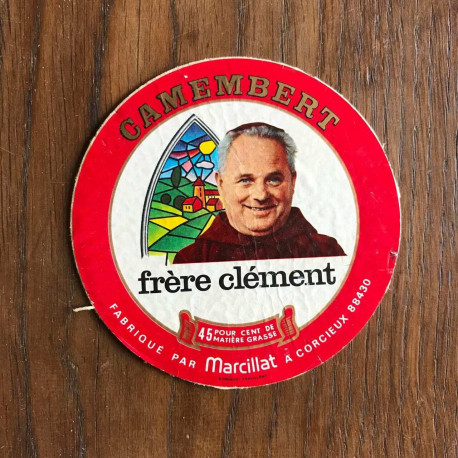 CAMEMBERT
frère clément
45 POUR CENT DE
MATIÈRE GRASSE
FABRIQUÉ PAR Marcillat À CORCIEUX 88430